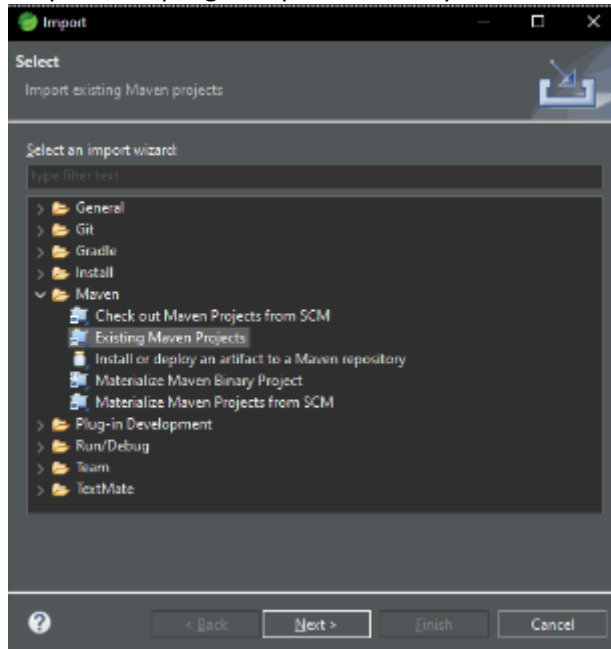 Import
Select
Import existing Maven projects
Select an import wizard:
type filter text
General
Git
Gradle
Install
Maven
Check out Maven Projects from SCM
Existing Maven Projects
Install or deploy an artifact to a Maven repository
Materialize Maven Binary Project
Materialize Maven Projects from SCM
Plug-in Development
Run/Debug
Team
TextMate
? < Back Next > Finish Cancel